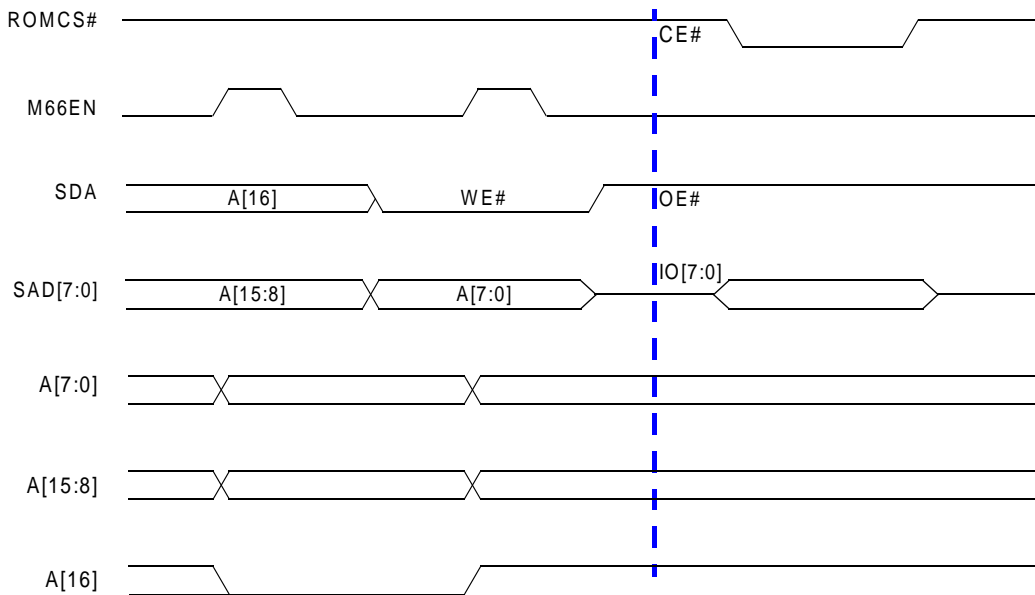 ROMCS#
CE#
M66EN
SDA
A[16]
WE#
OE#
SAD[7:0]
A[15:8]
A[7:0]
IO[7:0]
A[7:0]
A[15:8]
A[16]